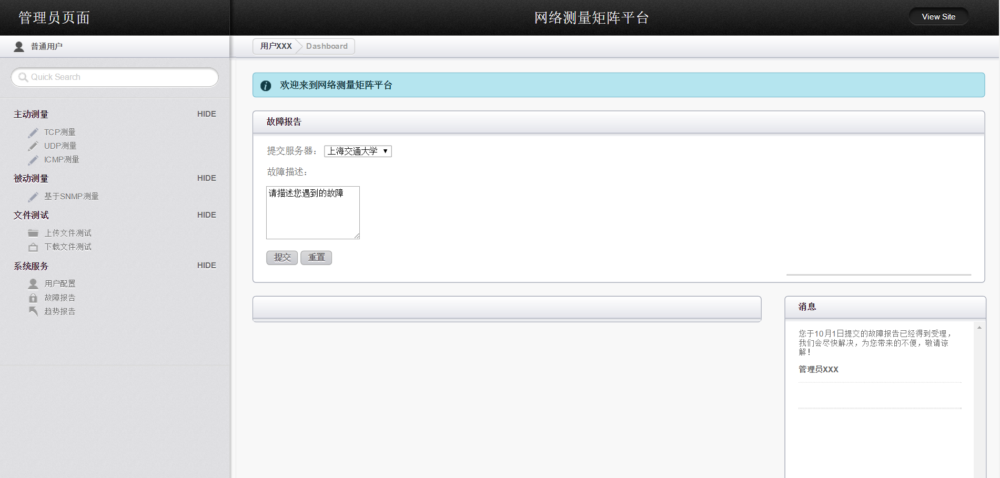 管理员页面
网络测量矩阵平台
View Site
普通用户
用户XXX
Dashboard
Quick Search
欢迎来到网络测量矩阵平台
主动测量
HIDE
TCP测量
UDP测量
ICMP测量
被动测量
HIDE
基于SNMP测量
文件测试
HIDE
上传文件测试
下载文件测试
系统服务
HIDE
用户配置
故障报告
趋势报告
故障报告
提交服务器：
上海交通大学
故障描述：
请描述您遇到的故障
提交
重置
消息
您于10月1日提交的故障报告已经得到受理，
我们会尽快解决，为您带来的不便，敬请谅
解！
管理员XXX